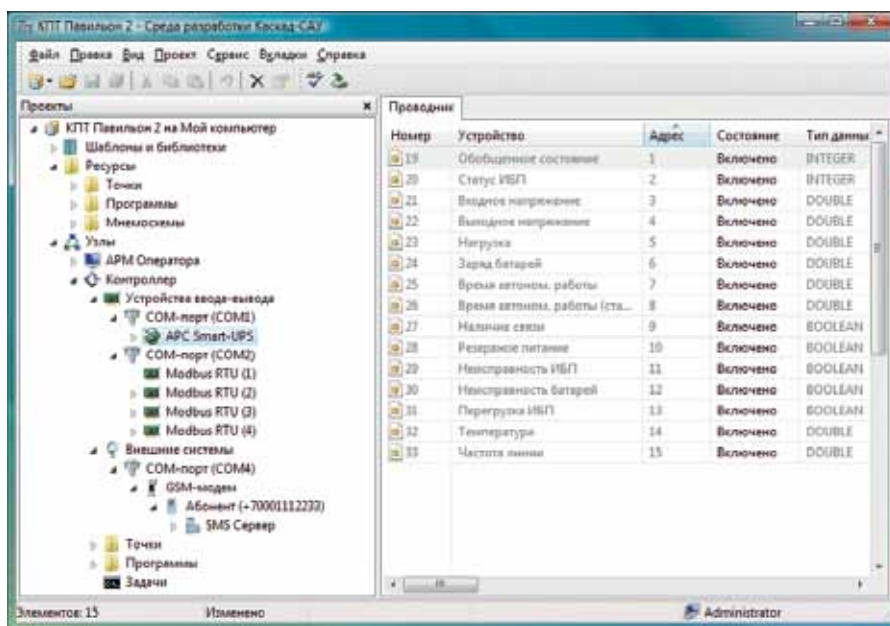 КПТ Павильон 2 - Среда разработки Каскад-САУ
Файл Правка Вид Проект Сервис Вкладки Справка
Проекты
КПТ Павильон 2 на Мой компьютер
Шаблоны и библиотеки
Ресурсы
Точки
Программы
Мнемосхемы
Узлы
АРМ Оператора
Контроллер
Устройства ввода-вывода
COM-порт (COM1)
APC Smart-UPS
COM-порт (COM2)
Modbus RTU (1)
Modbus RTU (2)
Modbus RTU (3)
Modbus RTU (4)
Внешние системы
COM-порт (COM4)
GSM-модем
Абонент (+70001112233)
SMS Сервер
Точки
Программы
Задачи
Проводник
Номер Устройство Адрес Состояние Тип данны
19 Обобщенное состояние 1 Включено INTEGER
20 Статус ИБП 2 Включено INTEGER
21 Входное напряжение 3 Включено DOUBLE
22 Выходное напряжение 4 Включено DOUBLE
23 Нагрузка 5 Включено DOUBLE
24 Заряд батарей 6 Включено DOUBLE
25 Время автоном. работы 7 Включено DOUBLE
26 Время автоном. работы (ста... 8 Включено DOUBLE
27 Наличие связи 9 Включено BOOLEAN
28 Резервное питание 10 Включено BOOLEAN
29 Неисправность ИБП 11 Включено BOOLEAN
30 Неисправность батарей 12 Включено BOOLEAN
31 Перегрузка ИБП 13 Включено BOOLEAN
32 Температура 14 Включено DOUBLE
33 Частота линии 15 Включено DOUBLE
Элементов: 15 Изменено Administrator